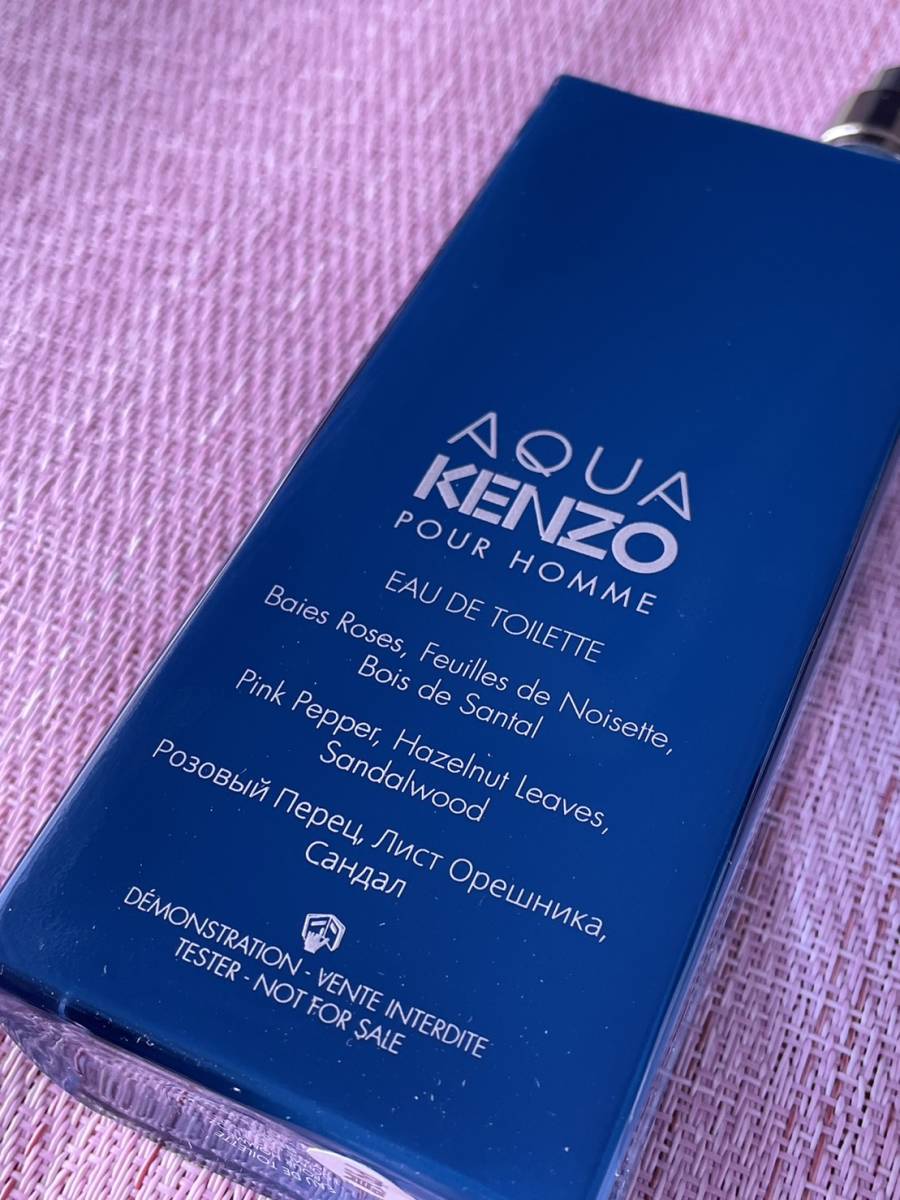 AQUA
KENZO
POUR HOMME
EAU DE TOILETTE
Baies Roses, Feuilles de Noisette,
Bois de Santal
Pink Pepper, Hazelnut Leaves,
Sandalwood
Розовый Перец, Лист Орешника,
Сандал
DÉMONSTRATION - VENTE INTERDITE
TESTER - NOT FOR SALE